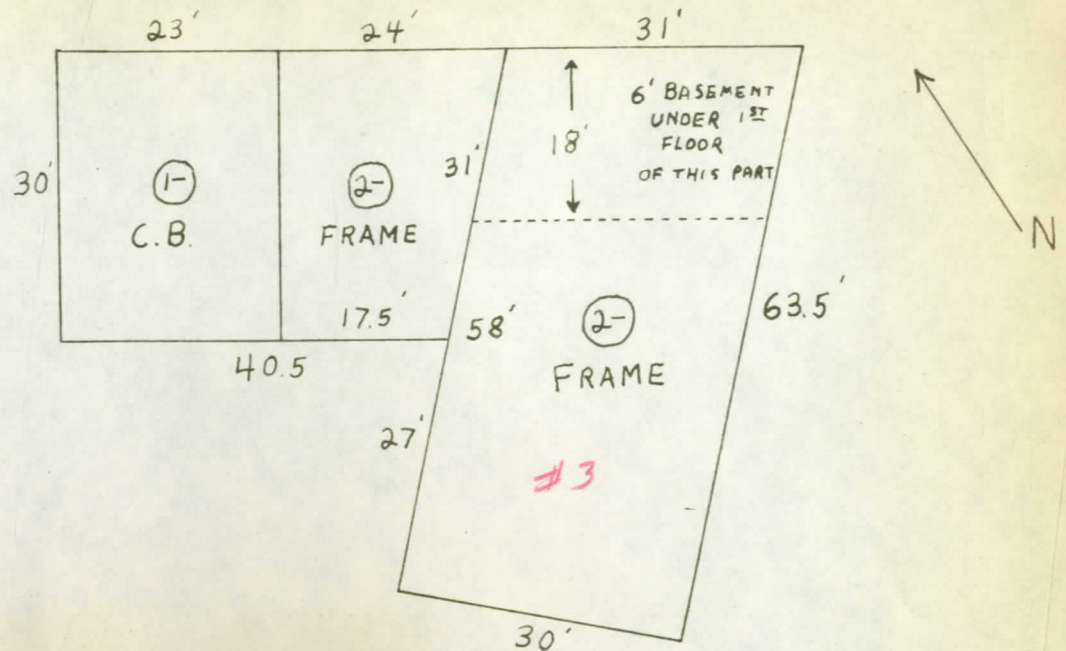 23'
24'
31'
6' BASEMENT
UNDER 1ST
FLOOR
OF THIS PART
18'
30'
1-
C.B.
2-
FRAME
31'
N
17.5'
40.5
58'
2-
FRAME
63.5'
27'
#3
30'